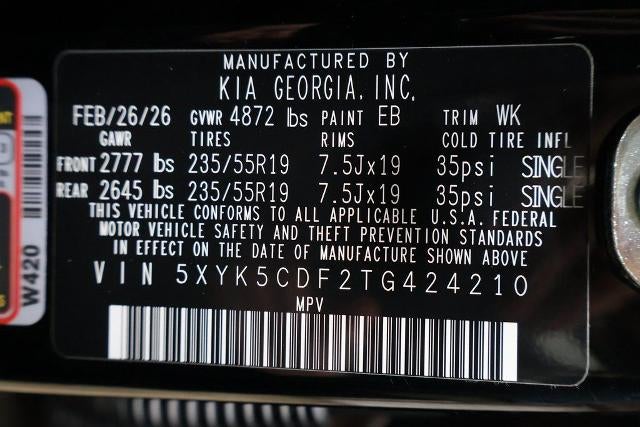 MANUFACTURED BY
KIA GEORGIA, INC.
FEB/26/26 GVWR 4872 lbs PAINT EB TRIM WK
GAWR TIRES RIMS COLD TIRE INFL
FRONT 2777 lbs 235/55R19 7.5Jx19 35psi SINGLE
REAR 2645 lbs 235/55R19 7.5Jx19 35psi SINGLE
THIS VEHICLE CONFORMS TO ALL APPLICABLE U.S.A. FEDERAL
MOTOR VEHICLE SAFETY AND THEFT PREVENTION STANDARDS
IN EFFECT ON THE DATE OF MANUFACTURE SHOWN ABOVE
VIN 5XYK5CDF2TG424210
MPV
W420